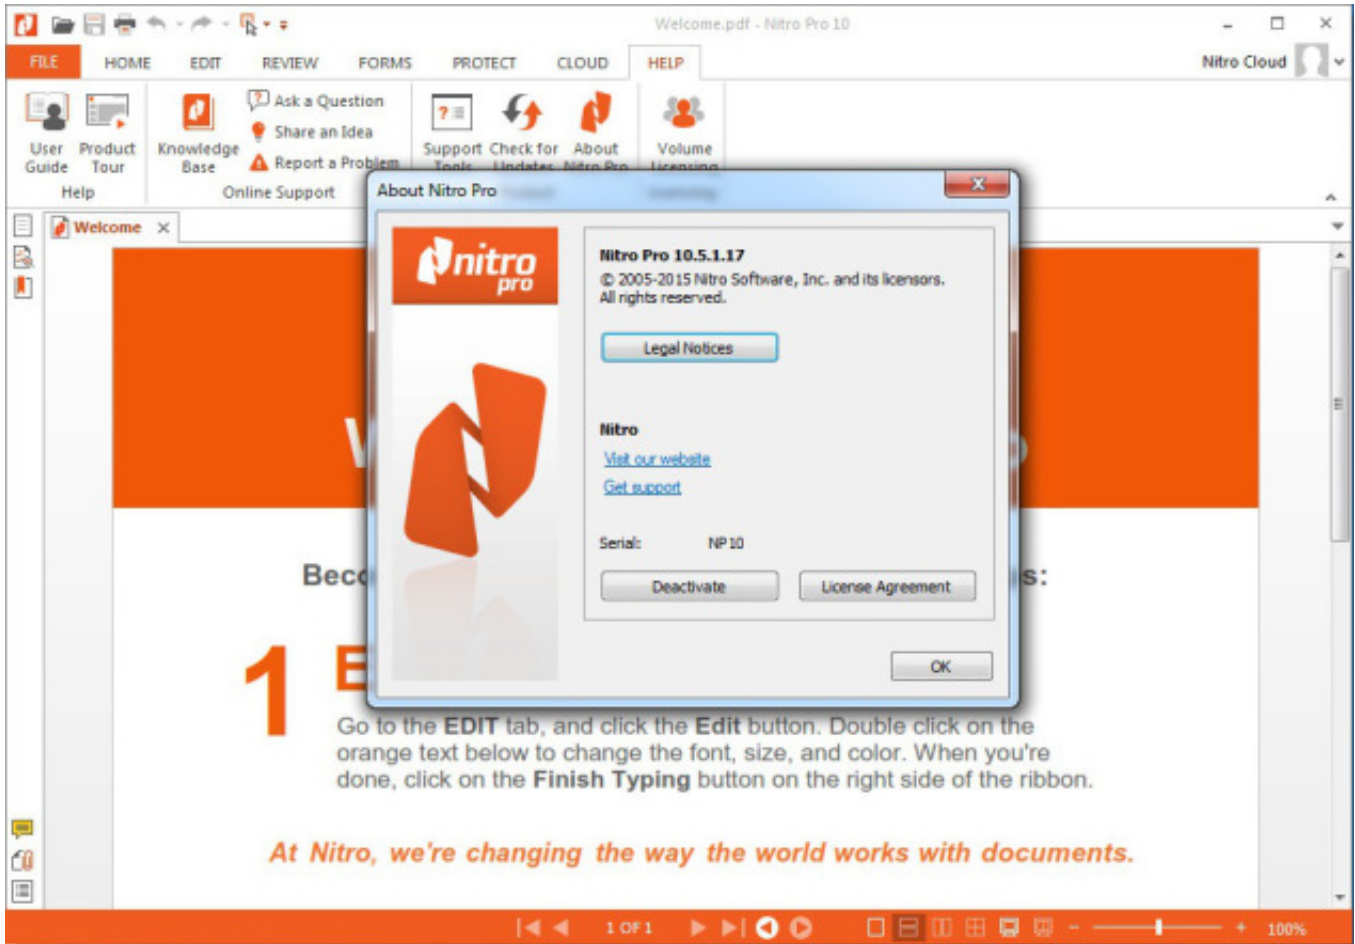 Welcome.pdf - Nitro Pro 10
FILE HOME EDIT REVIEW FORMS PROTECT CLOUD HELP
Nitro Cloud
User Guide
Product Tour
Help
Knowledge Base
Ask a Question
Share an Idea
Report a Problem
Online Support
Support Tools
Check for Updates
About Nitro Pro
Volume Licensing
Welcome
About Nitro Pro
nitro
pro
Nitro Pro 10.5.1.17
© 2005-2015 Nitro Software, Inc. and its licensors.
All rights reserved.
Legal Notices
Nitro
Visit our website
Get support
Serial: NP10
Deactivate
License Agreement
OK
1
Go to the EDIT tab, and click the Edit button. Double click on the
orange text below to change the font, size, and color. When you're
done, click on the Finish Typing button on the right side of the ribbon.
At Nitro, we're changing the way the world works with documents.
1 OF 1
100%